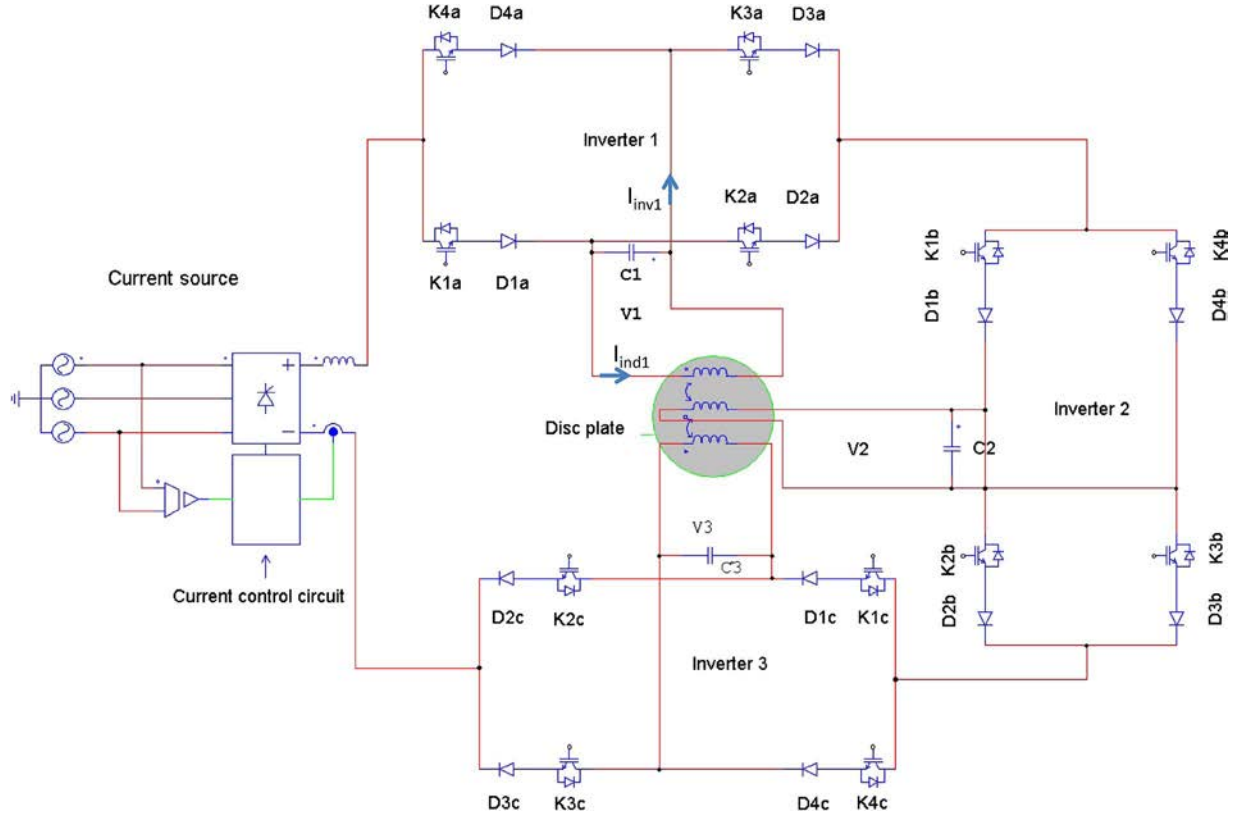 K4a D4a K3a D3a
Inverter 1
I_inv1
K2a D2a
K1a D1a
C1
V1
Current source
I_ind1
Disc plate
K1b K4b
D1b D4b
Inverter 2
V2 C2
+
−
V3
C3
K2b K3b
D2b D3b
Current control circuit
D2c K2c D1c K1c
Inverter 3
D3c K3c D4c K4c